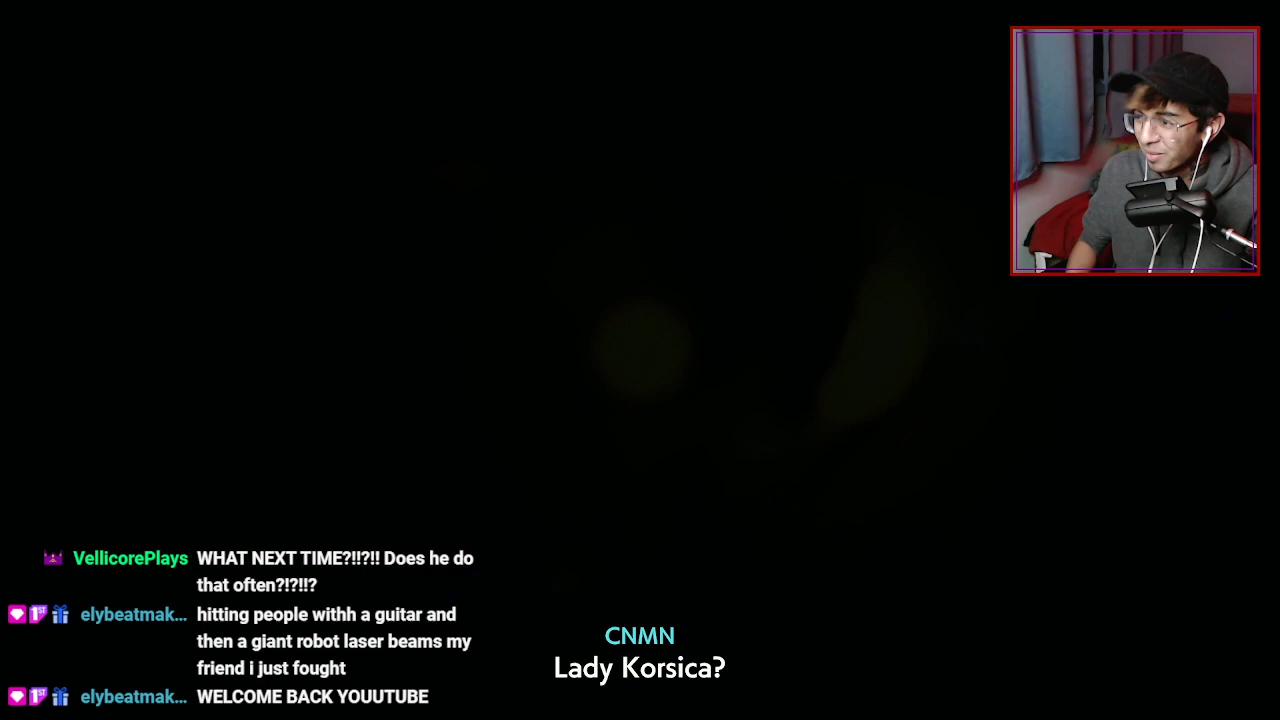 VellicorePlays WHAT NEXT TIME?!!?!! Does he do
that often?!?!!?
elybeatmak... hitting people withh a guitar and
then a giant robot laser beams my
friend i just fought
elybeatmak... WELCOME BACK YOUUTUBE
CNMN
Lady Korsica?